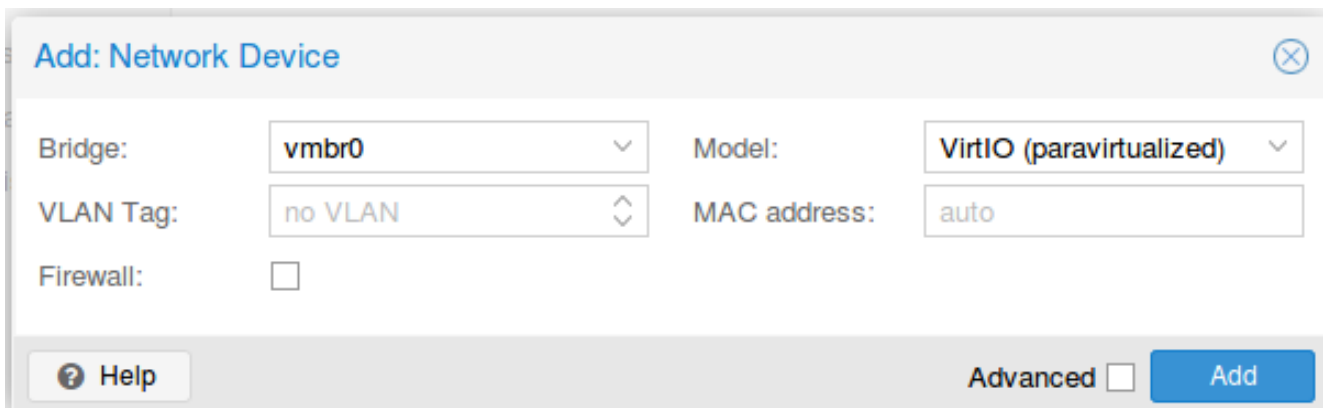 Add: Network Device
Bridge: vmbr0 Model: VirtIO (paravirtualized)
VLAN Tag: no VLAN MAC address: auto
Firewall:
Help Advanced Add